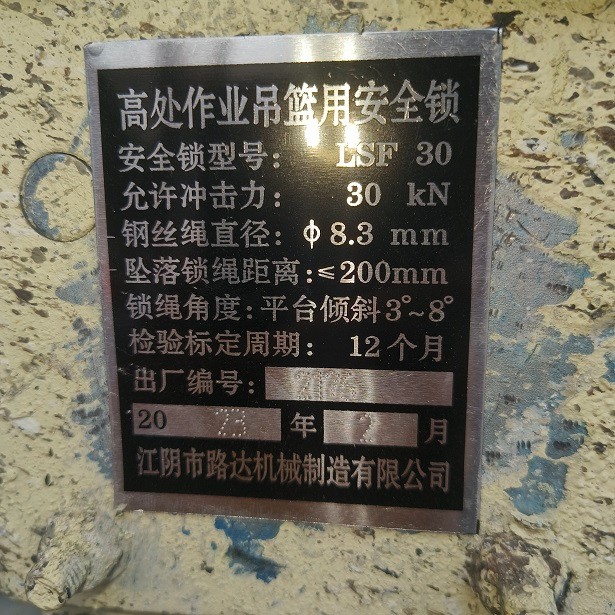 高处作业吊篮用安全锁
安全锁型号: LSF 30
允许冲击力: 30 kN
钢丝绳直径: ф8.3 mm
坠落锁绳距离:≤200mm
锁绳角度:平台倾斜3°~8°
检验标定周期: 12个月
出厂编号:
20 23 年 2 月
江阴市路达机械制造有限公司